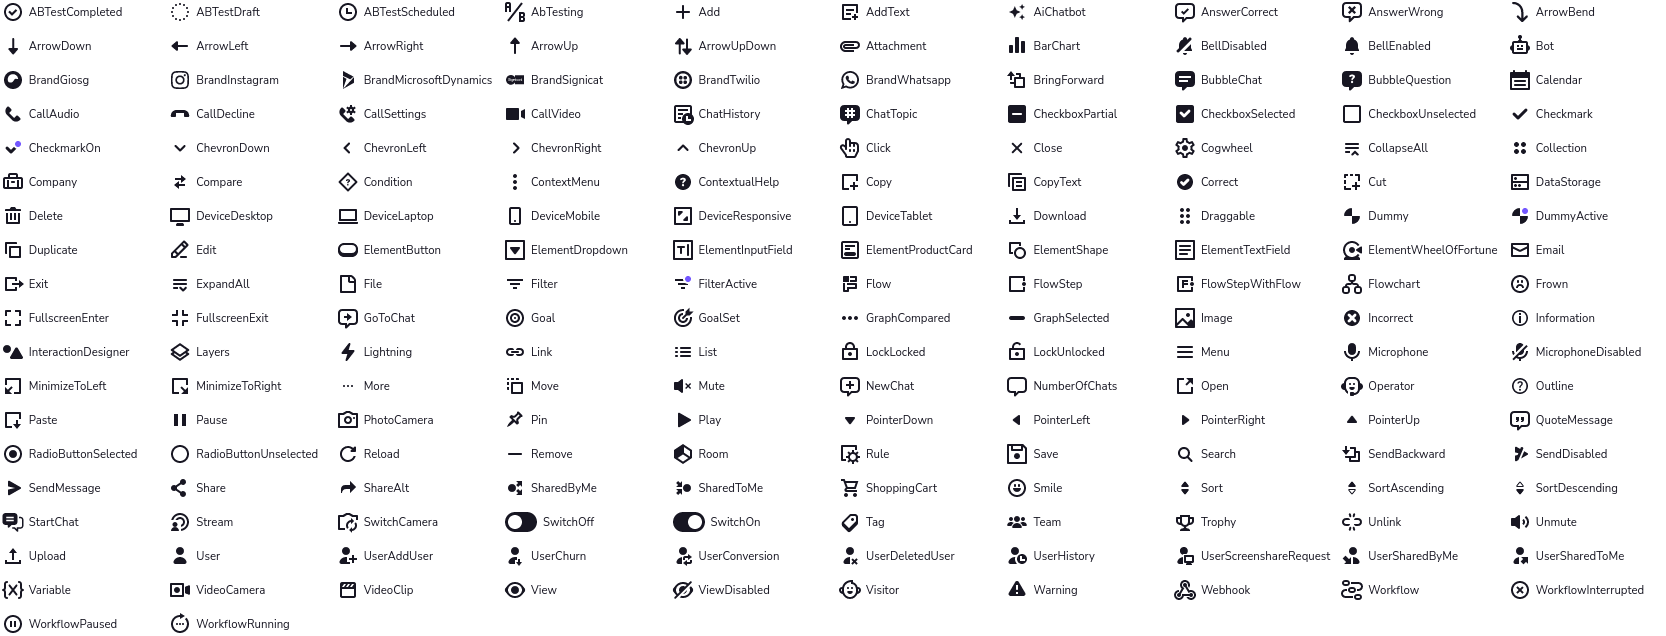 ABTestCompleted ABTestDraft ABTestScheduled AbTesting Add AddText AiChatbot AnswerCorrect AnswerWrong ArrowBend
ArrowDown ArrowLeft ArrowRight ArrowUp ArrowUpDown Attachment BarChart BellDisabled BellEnabled Bot
BrandGiosg BrandInstagram BrandMicrosoftDynamics BrandSignicat BrandTwilio BrandWhatsapp BringForward BubbleChat BubbleQuestion Calendar
CallAudio CallDecline CallSettings CallVideo ChatHistory ChatTopic CheckboxPartial CheckboxSelected CheckboxUnselected Checkmark
CheckmarkOn ChevronDown ChevronLeft ChevronRight ChevronUp Click Close Cogwheel CollapseAll Collection
Company Compare Condition ContextMenu ContextualHelp Copy CopyText Correct Cut DataStorage
Delete DeviceDesktop DeviceLaptop DeviceMobile DeviceResponsive DeviceTablet Download Draggable Dummy DummyActive
Duplicate Edit ElementButton ElementDropdown ElementInputField ElementProductCard ElementShape ElementTextField ElementWheelOfFortune Email
Exit ExpandAll File Filter FilterActive Flow FlowStep FlowStepWithFlow Flowchart Frown
FullscreenEnter FullscreenExit GoToChat Goal GoalSet GraphCompared GraphSelected Image Incorrect Information
InteractionDesigner Layers Lightning Link List LockLocked LockUnlocked Menu Microphone MicrophoneDisabled
MinimizeToLeft MinimizeToRight More Move Mute NewChat NumberOfChats Open Operator Outline
Paste Pause PhotoCamera Pin Play PointerDown PointerLeft PointerRight PointerUp QuoteMessage
RadioButtonSelected RadioButtonUnselected Reload Remove Room Rule Save Search SendBackward SendDisabled
SendMessage Share ShareAlt SharedByMe SharedToMe ShoppingCart Smile Sort SortAscending SortDescending
StartChat Stream SwitchCamera SwitchOff SwitchOn Tag Team Trophy Unlink Unmute
Upload User UserAddUser UserChurn UserConversion UserDeletedUser UserHistory UserScreenshareRequest UserSharedByMe UserSharedToMe
Variable VideoCamera VideoClip View ViewDisabled Visitor Warning Webhook Workflow WorkflowInterrupted
WorkflowPaused WorkflowRunning